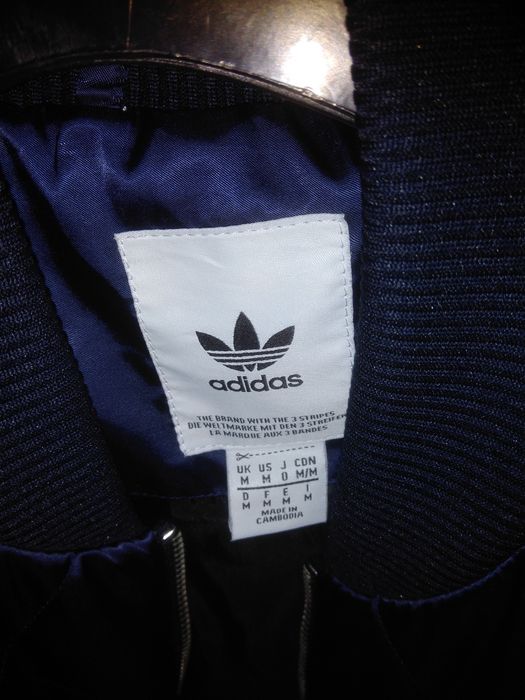 adidas
THE BRAND WITH THE 3 STRIPES
DIE WELTMARKE MIT DEN 3 STREIFEN
LA MARQUE AUX 3 BANDES
UK US J CDN
M M O M/M
D F E I
M M M M
MADE IN
CAMBODIA